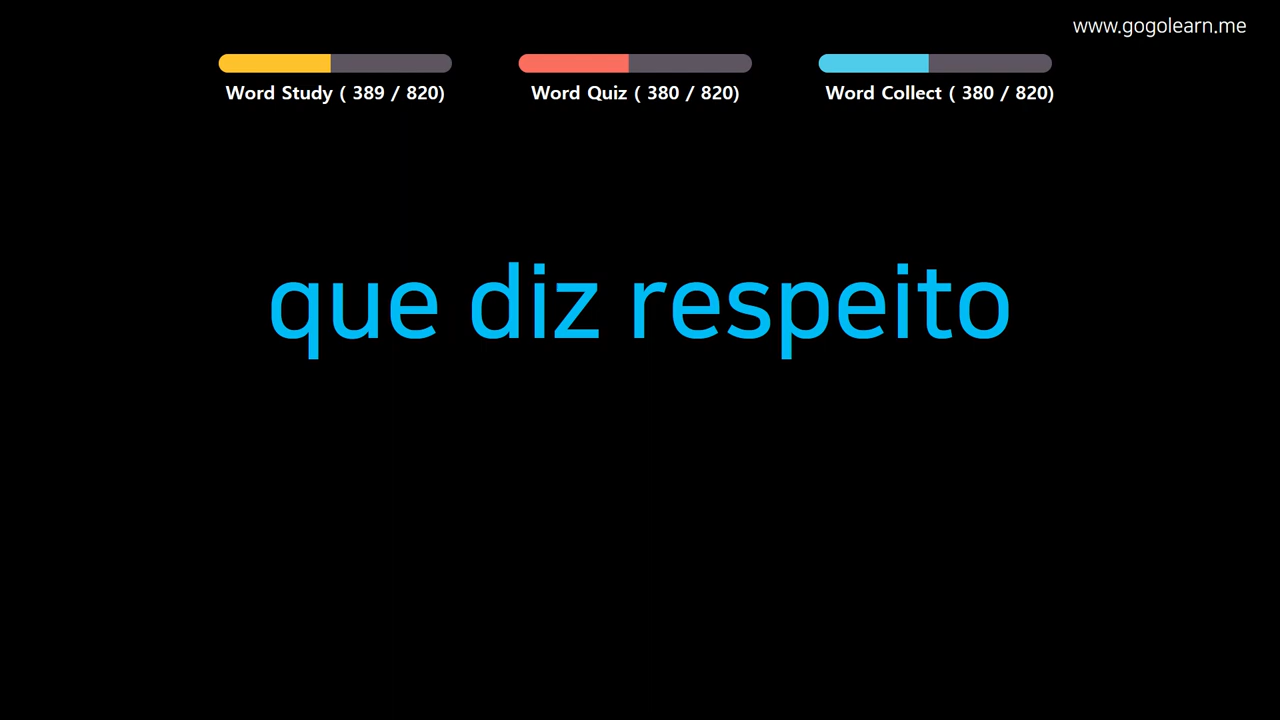 www.gogolearn.me
Word Study ( 389 / 820)
Word Quiz ( 380 / 820)
Word Collect ( 380 / 820)
que diz respeito